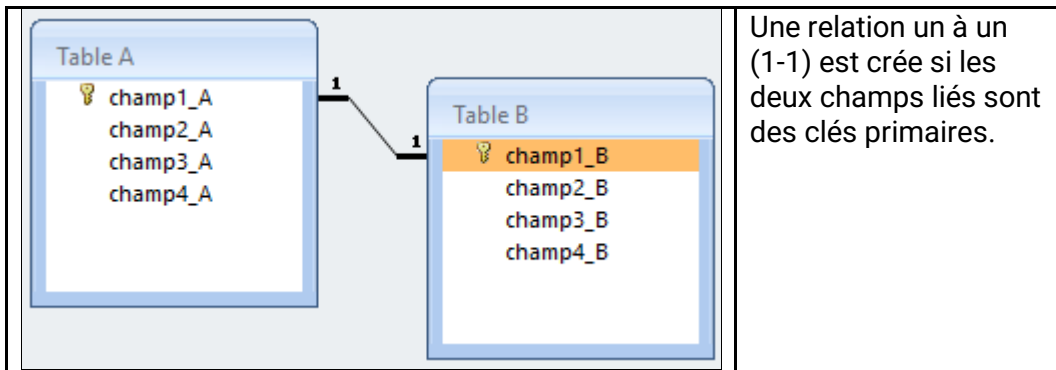 Table A
champ1_A
champ2_A
champ3_A
champ4_A
1
1
Table B
champ1_B
champ2_B
champ3_B
champ4_B
Une relation un à un
(1-1) est crée si les
deux champs liés sont
des clés primaires.